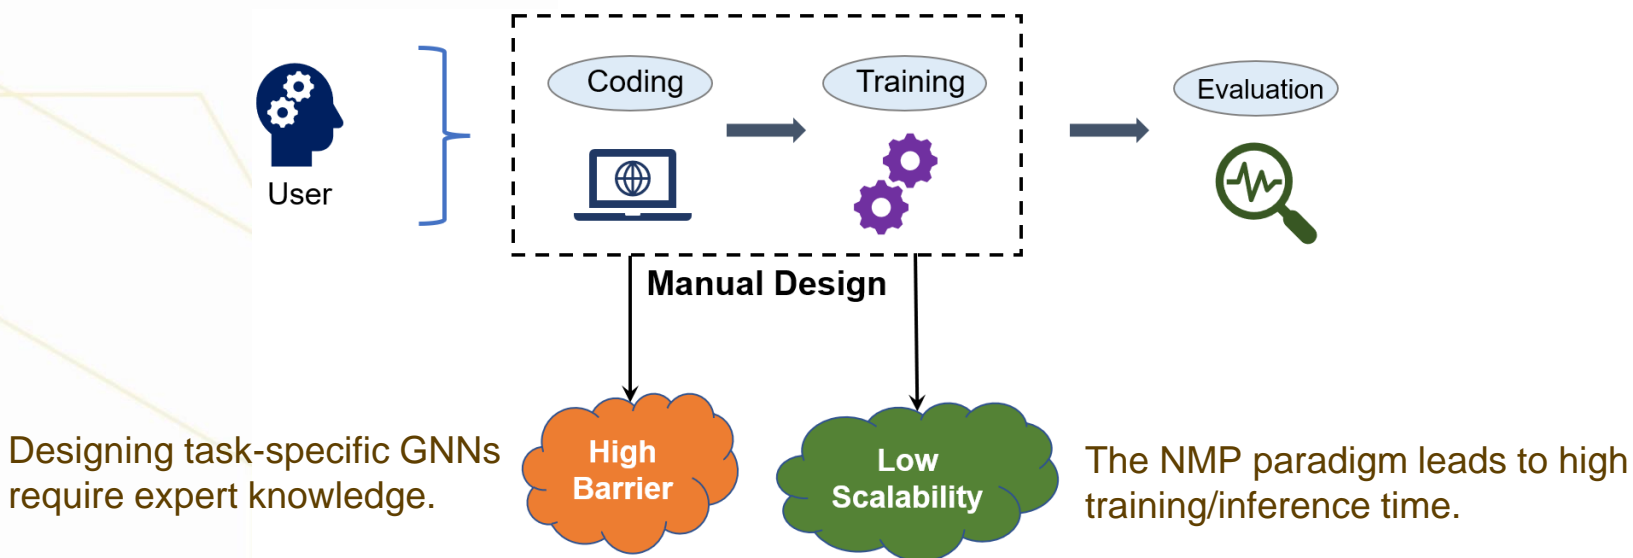 User
Coding
Training
Evaluation
Manual Design
Designing task-specific GNNs
require expert knowledge.
High
Barrier
Low
Scalability
The NMP paradigm leads to high
training/inference time.